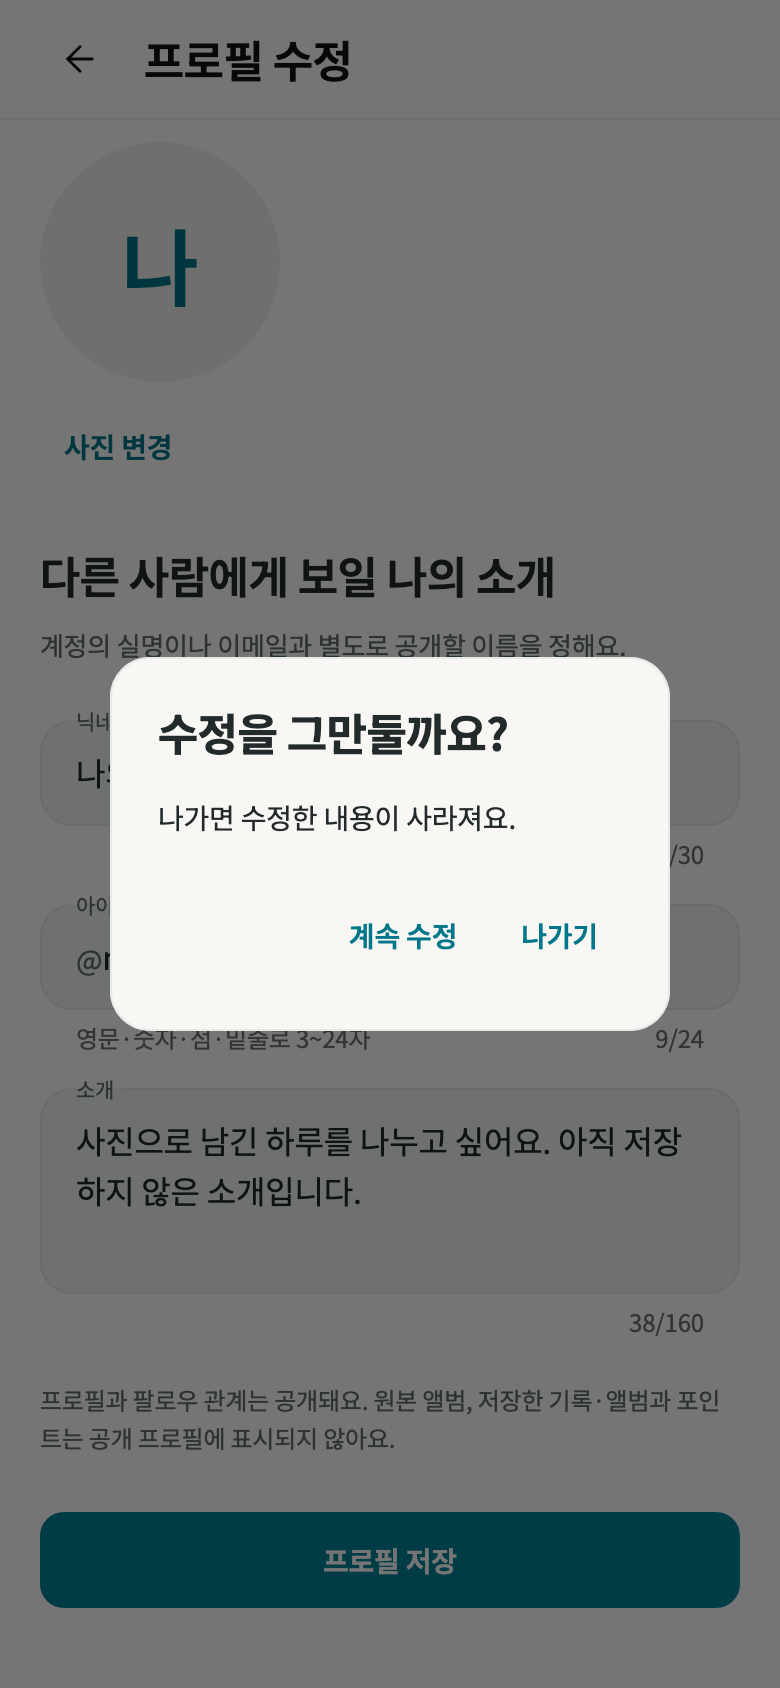 프로필 수정
나
사진 변경
다른 사람에게 보일 나의 소개
계정의 실명이나 이메일과 별도로 공개할 이름을 정해요.
수정을 그만둘까요?
나가면 수정한 내용이 사라져요.
/30
계속 수정
나가기
영문·숫자·점·밑줄로 3~24자
9/24
소개
사진으로 남긴 하루를 나누고 싶어요. 아직 저장
하지 않은 소개입니다.
38/160
프로필과 팔로우 관계는 공개돼요. 원본 앨범, 저장한 기록·앨범과 포인
트는 공개 프로필에 표시되지 않아요.
프로필 저장